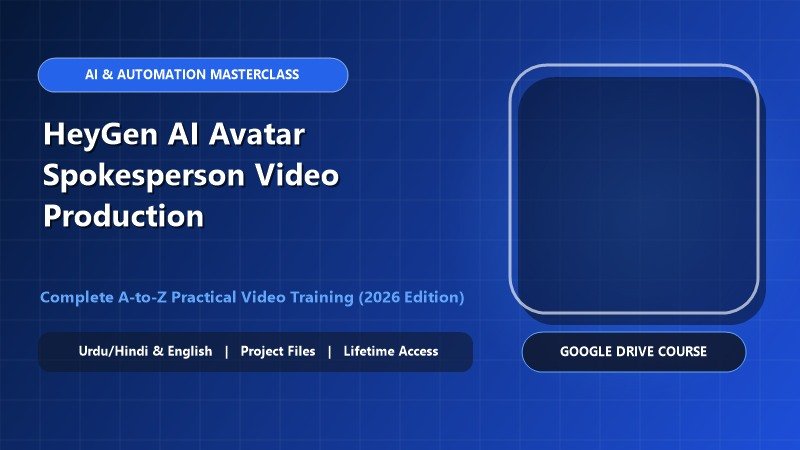 AI & AUTOMATION MASTERCLASS
HeyGen AI Avatar
Spokesperson Video
Production
Complete A-to-Z Practical Video Training (2026 Edition)
Urdu/Hindi & English | Project Files | Lifetime Access
GOOGLE DRIVE COURSE